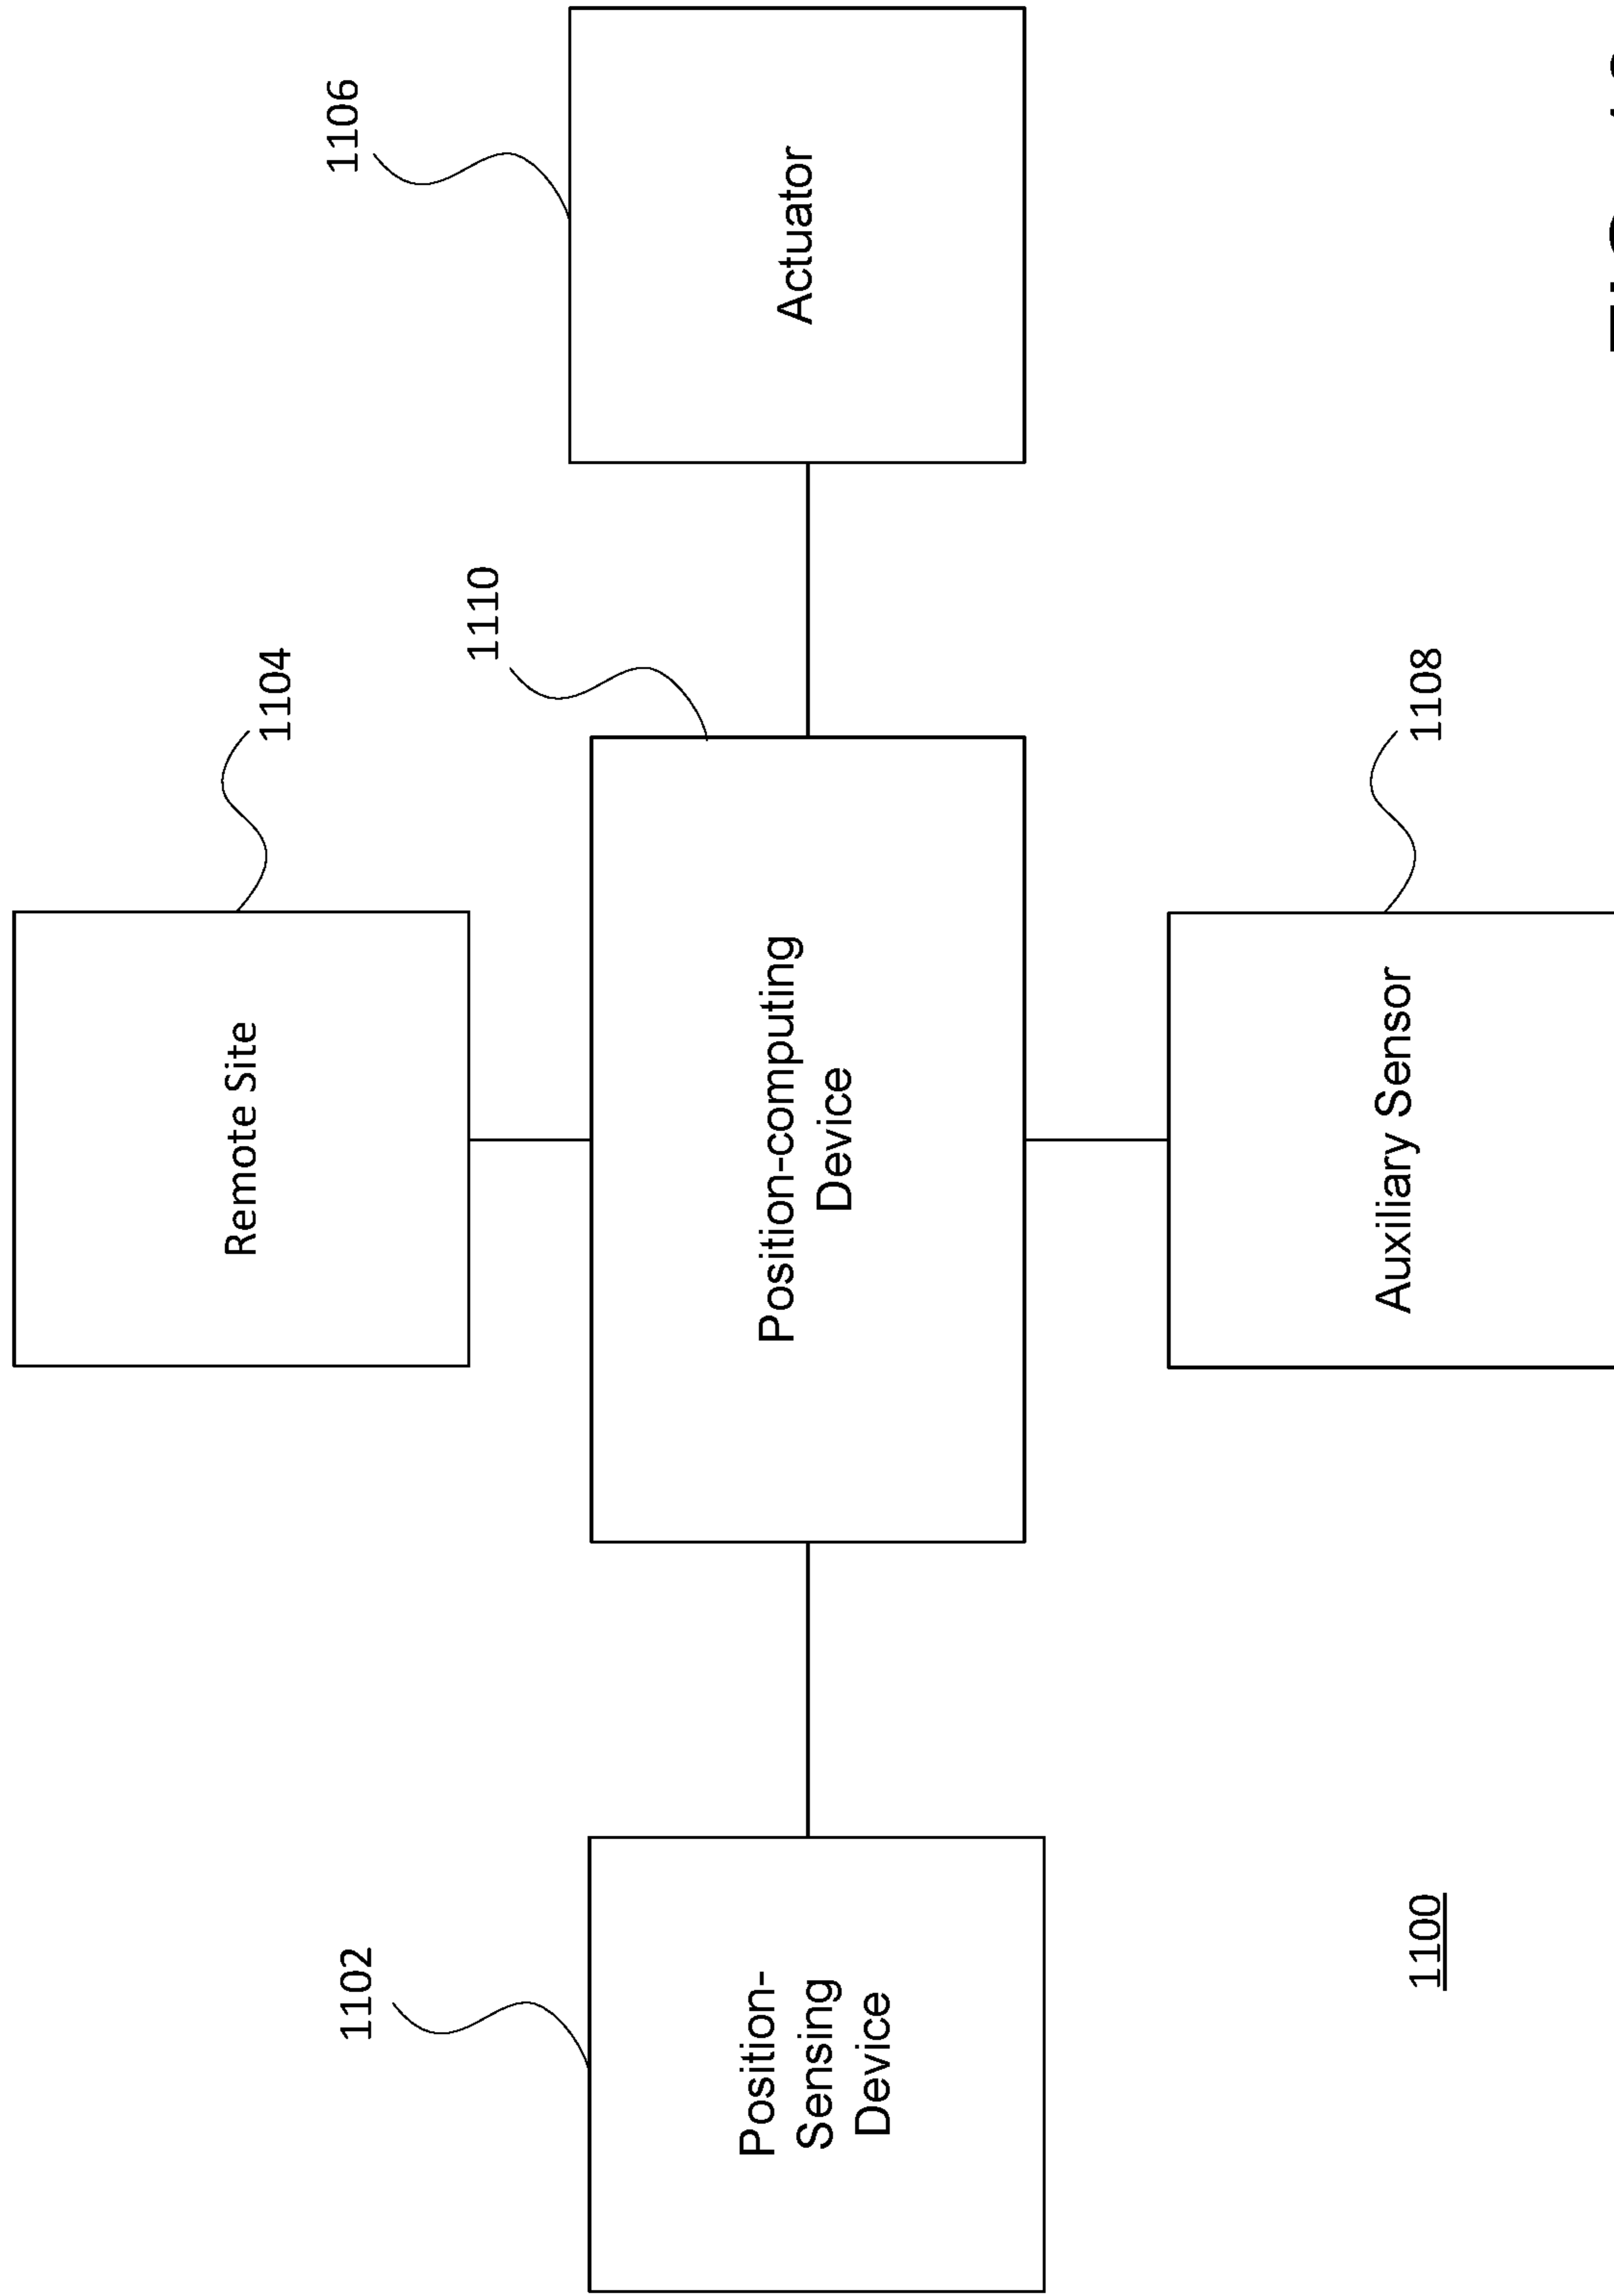 Remote Site
1104
1102
1106
1110
Position-
Sensing
Device
Position-computing
Device
Actuator
Auxiliary Sensor
1108
1100